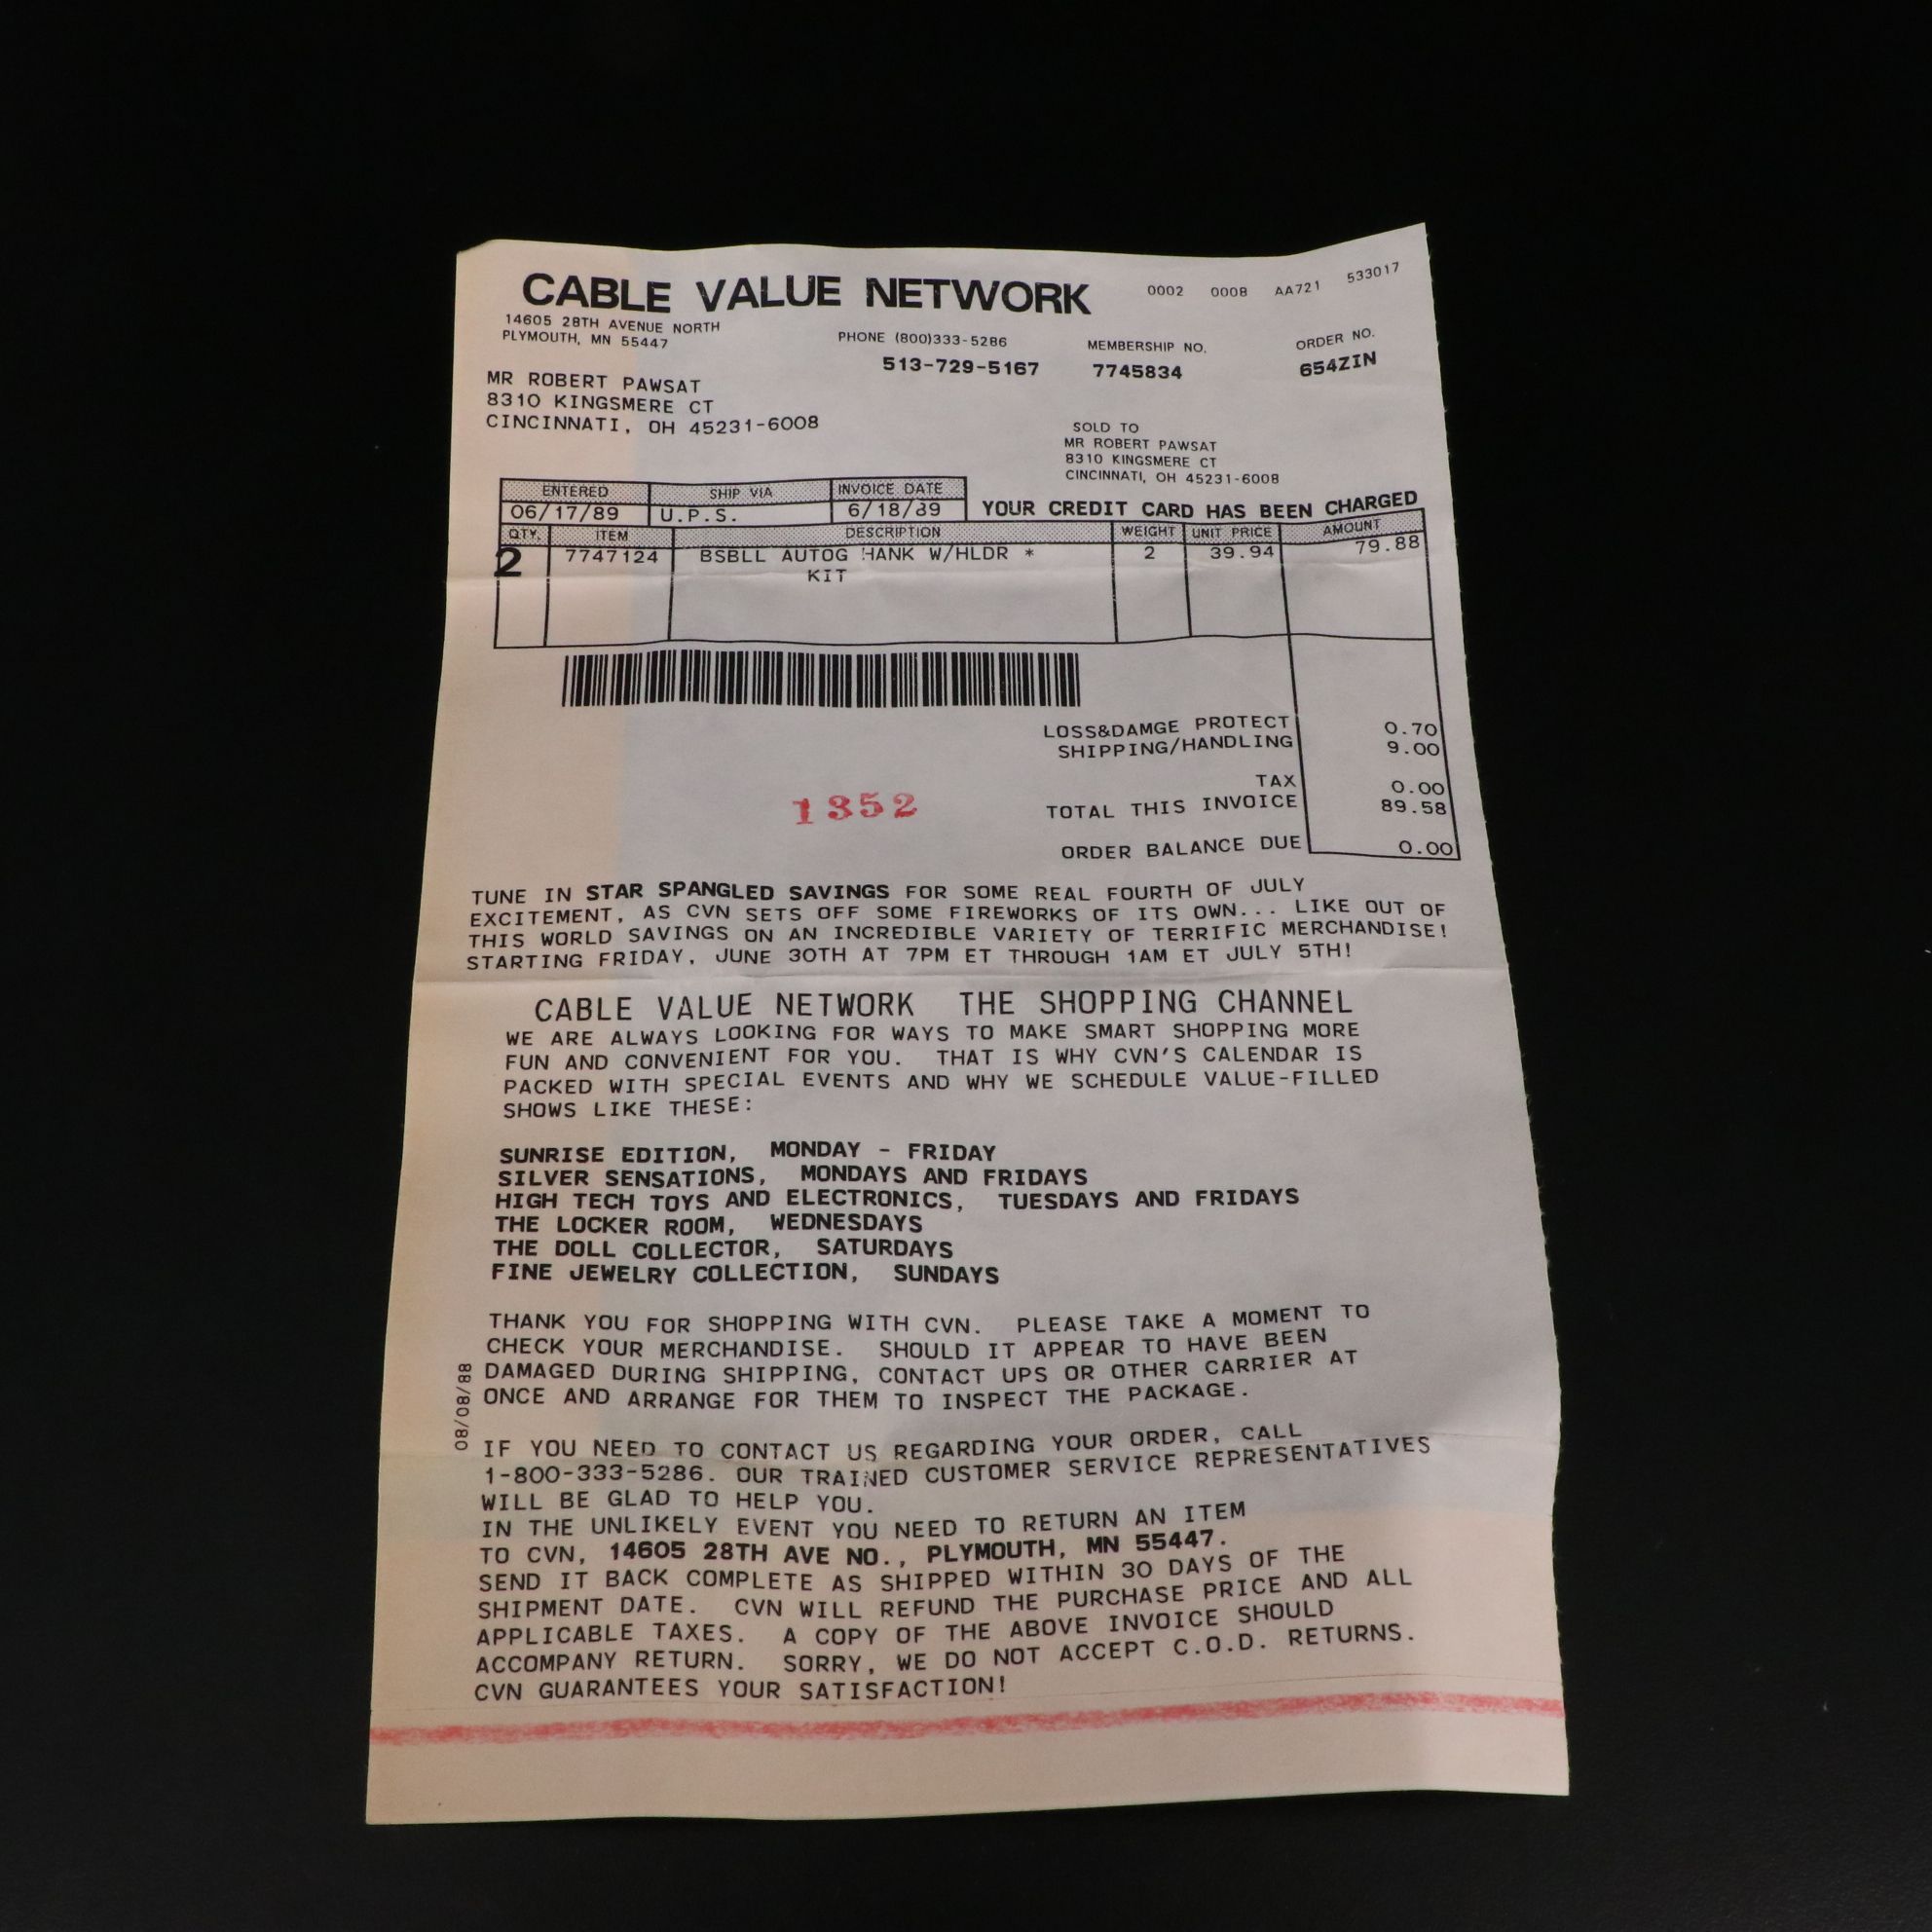 CABLE VALUE NETWORK 0002 0008 AA721 533017
14605 28TH AVENUE NORTH
PLYMOUTH, MN 55447
PHONE (800)333-5286 MEMBERSHIP NO. ORDER NO.
513-729-5167 7745834 654ZIN
MR ROBERT PAWSAT
8310 KINGSMERE CT
CINCINNATI, OH 45231-6008
SOLD TO
MR ROBERT PAWSAT
8310 KINGSMERE CT
CINCINNATI, OH 45231-6008
ENTERED SHIP VIA INVOICE DATE
06/17/89 U.P.S. 6/18/89 YOUR CREDIT CARD HAS BEEN CHARGED
QTY. ITEM DESCRIPTION WEIGHT UNIT PRICE AMOUNT
2 7747124 BSBLL AUTOG HANK W/HLDR * 2 39.94 79.88
KIT
LOSS&DAMGE PROTECT 0.70
SHIPPING/HANDLING 9.00
TAX 0.00
1352
TOTAL THIS INVOICE 89.58
ORDER BALANCE DUE 0.00
TUNE IN STAR SPANGLED SAVINGS FOR SOME REAL FOURTH OF JULY
EXCITEMENT, AS CVN SETS OFF SOME FIREWORKS OF ITS OWN... LIKE OUT OF
THIS WORLD SAVINGS ON AN INCREDIBLE VARIETY OF TERRIFIC MERCHANDISE!
STARTING FRIDAY, JUNE 30TH AT 7PM ET THROUGH 1AM ET JULY 5TH!
CABLE VALUE NETWORK THE SHOPPING CHANNEL
WE ARE ALWAYS LOOKING FOR WAYS TO MAKE SMART SHOPPING MORE
FUN AND CONVENIENT FOR YOU. THAT IS WHY CVN'S CALENDAR IS
PACKED WITH SPECIAL EVENTS AND WHY WE SCHEDULE VALUE-FILLED
SHOWS LIKE THESE:
SUNRISE EDITION, MONDAY - FRIDAY
SILVER SENSATIONS, MONDAYS AND FRIDAYS
HIGH TECH TOYS AND ELECTRONICS, TUESDAYS AND FRIDAYS
THE LOCKER ROOM, WEDNESDAYS
THE DOLL COLLECTOR, SATURDAYS
FINE JEWELRY COLLECTION, SUNDAYS
THANK YOU FOR SHOPPING WITH CVN. PLEASE TAKE A MOMENT TO
CHECK YOUR MERCHANDISE. SHOULD IT APPEAR TO HAVE BEEN
DAMAGED DURING SHIPPING, CONTACT UPS OR OTHER CARRIER AT
ONCE AND ARRANGE FOR THEM TO INSPECT THE PACKAGE.
08/08/88
IF YOU NEED TO CONTACT US REGARDING YOUR ORDER, CALL
1-800-333-5286. OUR TRAINED CUSTOMER SERVICE REPRESENTATIVES
WILL BE GLAD TO HELP YOU.
IN THE UNLIKELY EVENT YOU NEED TO RETURN AN ITEM
TO CVN, 14605 28TH AVE NO., PLYMOUTH, MN 55447.
SEND IT BACK COMPLETE AS SHIPPED WITHIN 30 DAYS OF THE
SHIPMENT DATE. CVN WILL REFUND THE PURCHASE PRICE AND ALL
APPLICABLE TAXES. A COPY OF THE ABOVE INVOICE SHOULD
ACCOMPANY RETURN. SORRY, WE DO NOT ACCEPT C.O.D. RETURNS.
CVN GUARANTEES YOUR SATISFACTION!